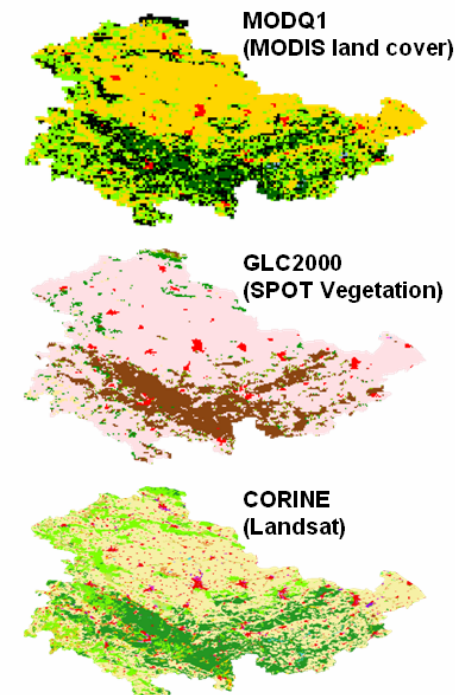 MODQ1
(MODIS land cover)
GLC2000
(SPOT Vegetation)
CORINE
(Landsat)